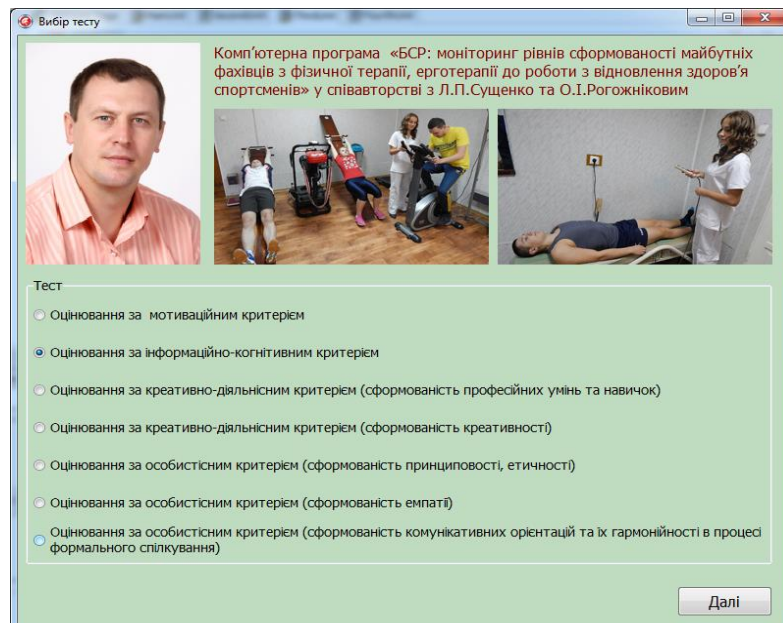 Вибір тесту
Комп’ютерна програма «БСР: моніторинг рівнів сформованості майбутніх
фахівців з фізичної терапії, ерготерапії до роботи з відновлення здоров’я
спортсменів» у співавторстві з Л.П.Сущенко та О.І.Рогожніковим
Тест
Оцінювання за мотиваційним критерієм
Оцінювання за інформаційно-когнітивним критерієм
Оцінювання за креативно-діяльнісним критерієм (сформованість професійних умінь та навичок)
Оцінювання за креативно-діяльнісним критерієм (сформованість креативності)
Оцінювання за особистісним критерієм (сформованість принциповості, етичності)
Оцінювання за особистісним критерієм (сформованість емпатії)
Оцінювання за особистісним критерієм (сформованість комунікативних орієнтацій та їх гармонійності в процесі
формального спілкування)
Далі